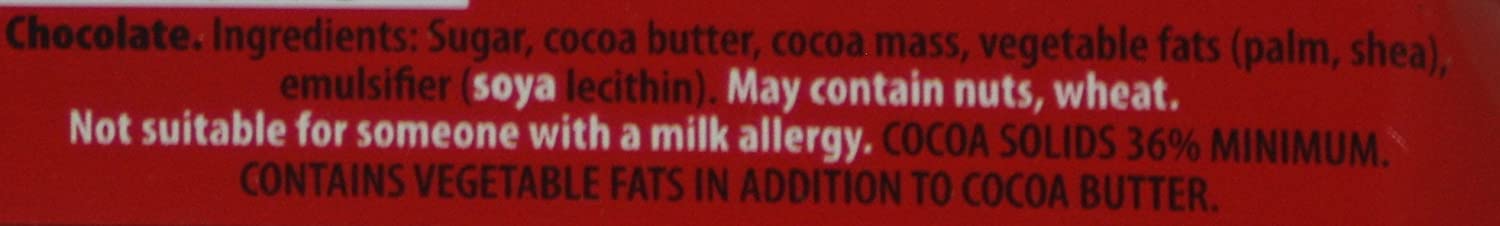 Chocolate. Ingredients: Sugar, cocoa butter, cocoa mass, vegetable fats (palm, shea),
emulsifier (soya lecithin). May contain nuts, wheat.
Not suitable for someone with a milk allergy. COCOA SOLIDS 36% MINIMUM.
CONTAINS VEGETABLE FATS IN ADDITION TO COCOA BUTTER.